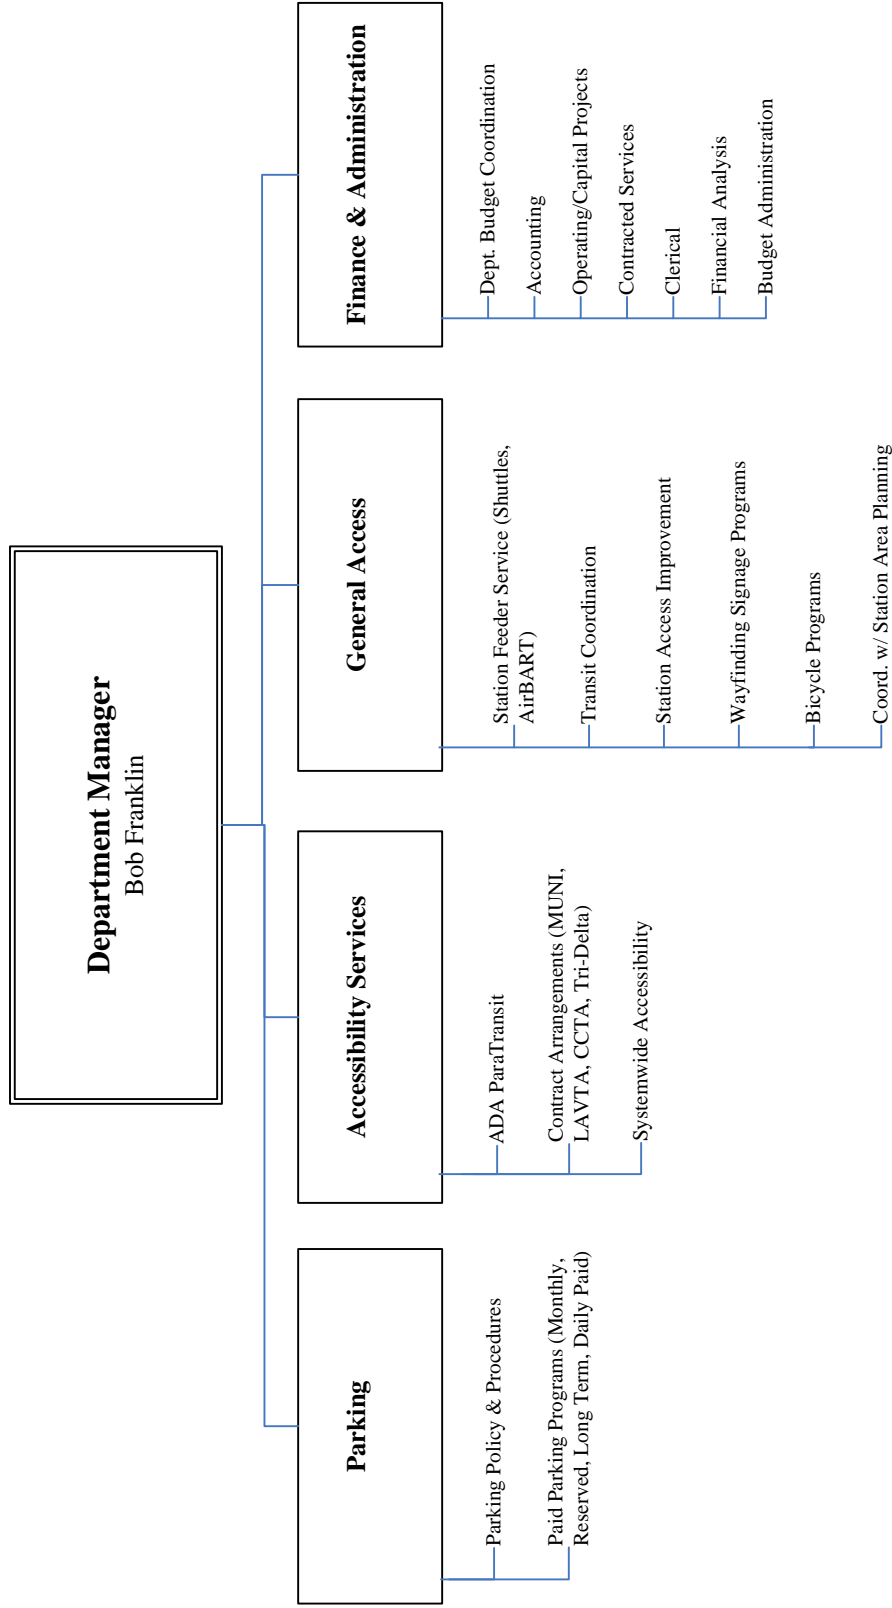 Department Manager
Bob Franklin
Parking
Parking Policy & Procedures
Paid Parking Programs (Monthly,
Reserved, Long Term, Daily Paid)
Accessibility Services
ADA ParaTransit
Contract Arrangements (MUNI,
LAVTA, CCTA, Tri-Delta)
Systemwide Accessibility
General Access
Station Feeder Service (Shuttles,
AirBART)
Transit Coordination
Station Access Improvement
Wayfinding Signage Programs
Bicycle Programs
Coord. w/ Station Area Planning
Finance & Administration
Dept. Budget Coordination
Accounting
Operating/Capital Projects
Contracted Services
Clerical
Financial Analysis
Budget Administration